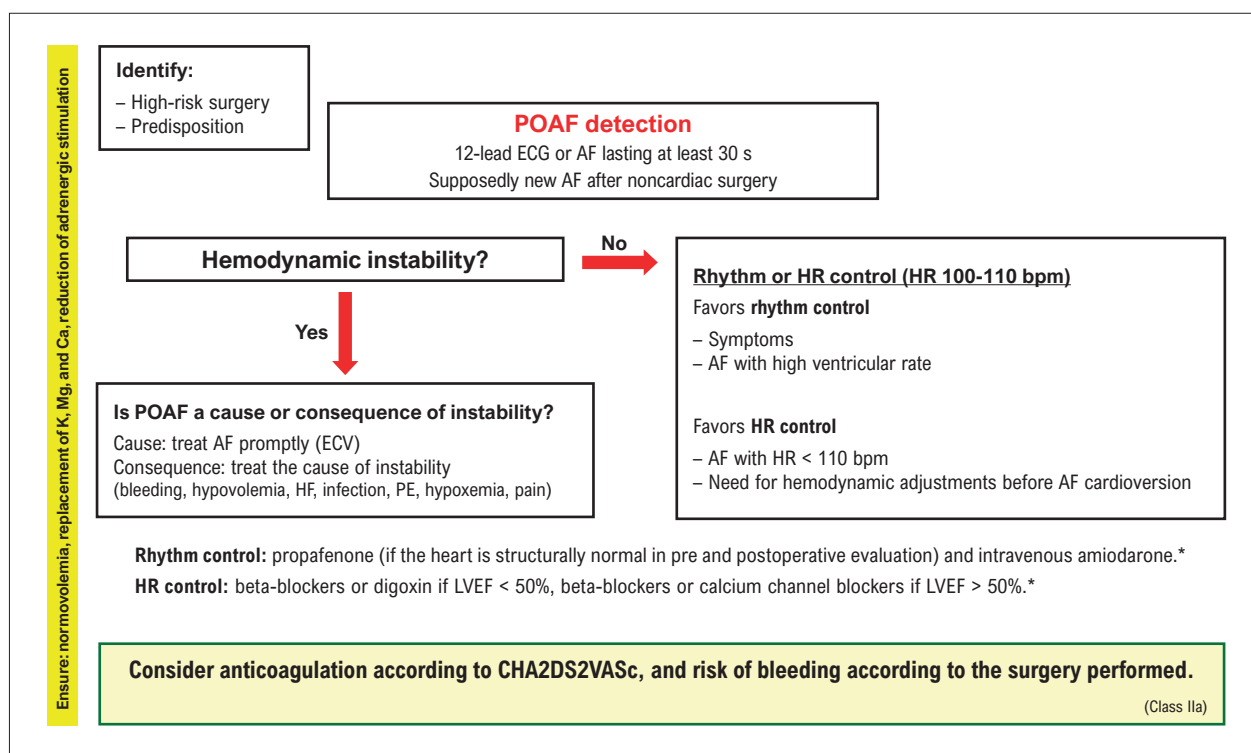 Ensure: normovolemia, replacement of K, Mg, and Ca, reduction of adrenergic stimulation
Identify:
– High-risk surgery
– Predisposition
POAF detection
12-lead ECG or AF lasting at least 30 s
Supposedly new AF after noncardiac surgery
Hemodynamic instability?
No
Yes
Rhythm or HR control (HR 100-110 bpm)
Favors rhythm control
– Symptoms
– AF with high ventricular rate
Favors HR control
– AF with HR < 110 bpm
– Need for hemodynamic adjustments before AF cardioversion
Is POAF a cause or consequence of instability?
Cause: treat AF promptly (ECV)
Consequence: treat the cause of instability
(bleeding, hypovolemia, HF, infection, PE, hypoxemia, pain)
Rhythm control: propafenone (if the heart is structurally normal in pre and postoperative evaluation) and intravenous amiodarone.*
HR control: beta-blockers or digoxin if LVEF < 50%, beta-blockers or calcium channel blockers if LVEF > 50%.*
Consider anticoagulation according to CHA2DS2VASc, and risk of bleeding according to the surgery performed.
(Class IIa)